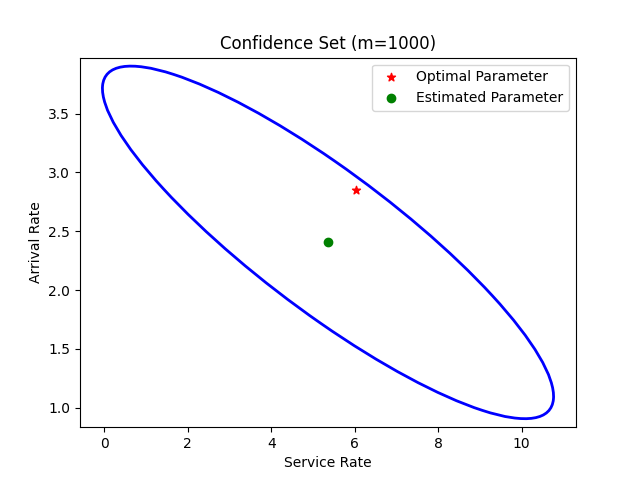 Confidence Set (m=1000)
Optimal Parameter
Estimated Parameter
3.5
3.0
2.5
2.0
1.5
1.0
Arrival Rate
0 2 4 6 8 10
Service Rate